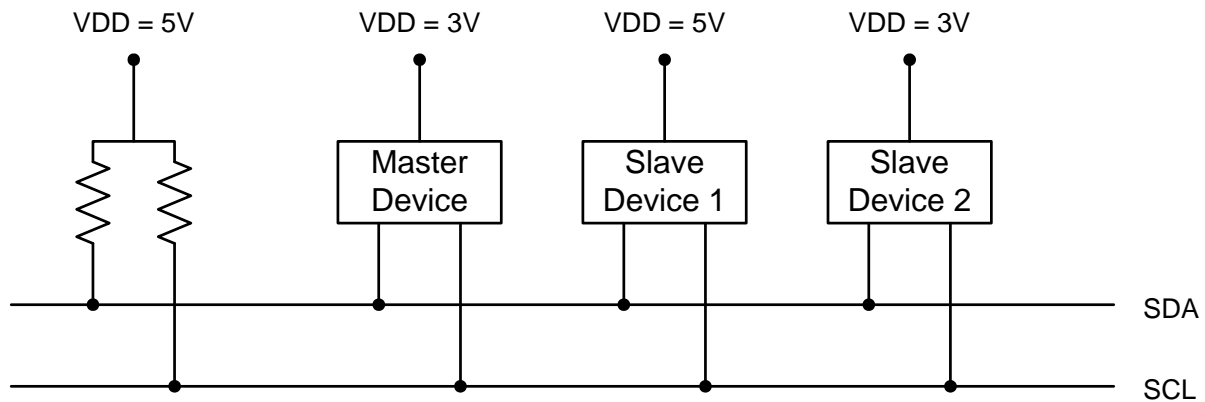 VDD = 5V
VDD = 3V
VDD = 5V
VDD = 3V
Master
Device
Slave
Device 1
Slave
Device 2
SDA
SCL